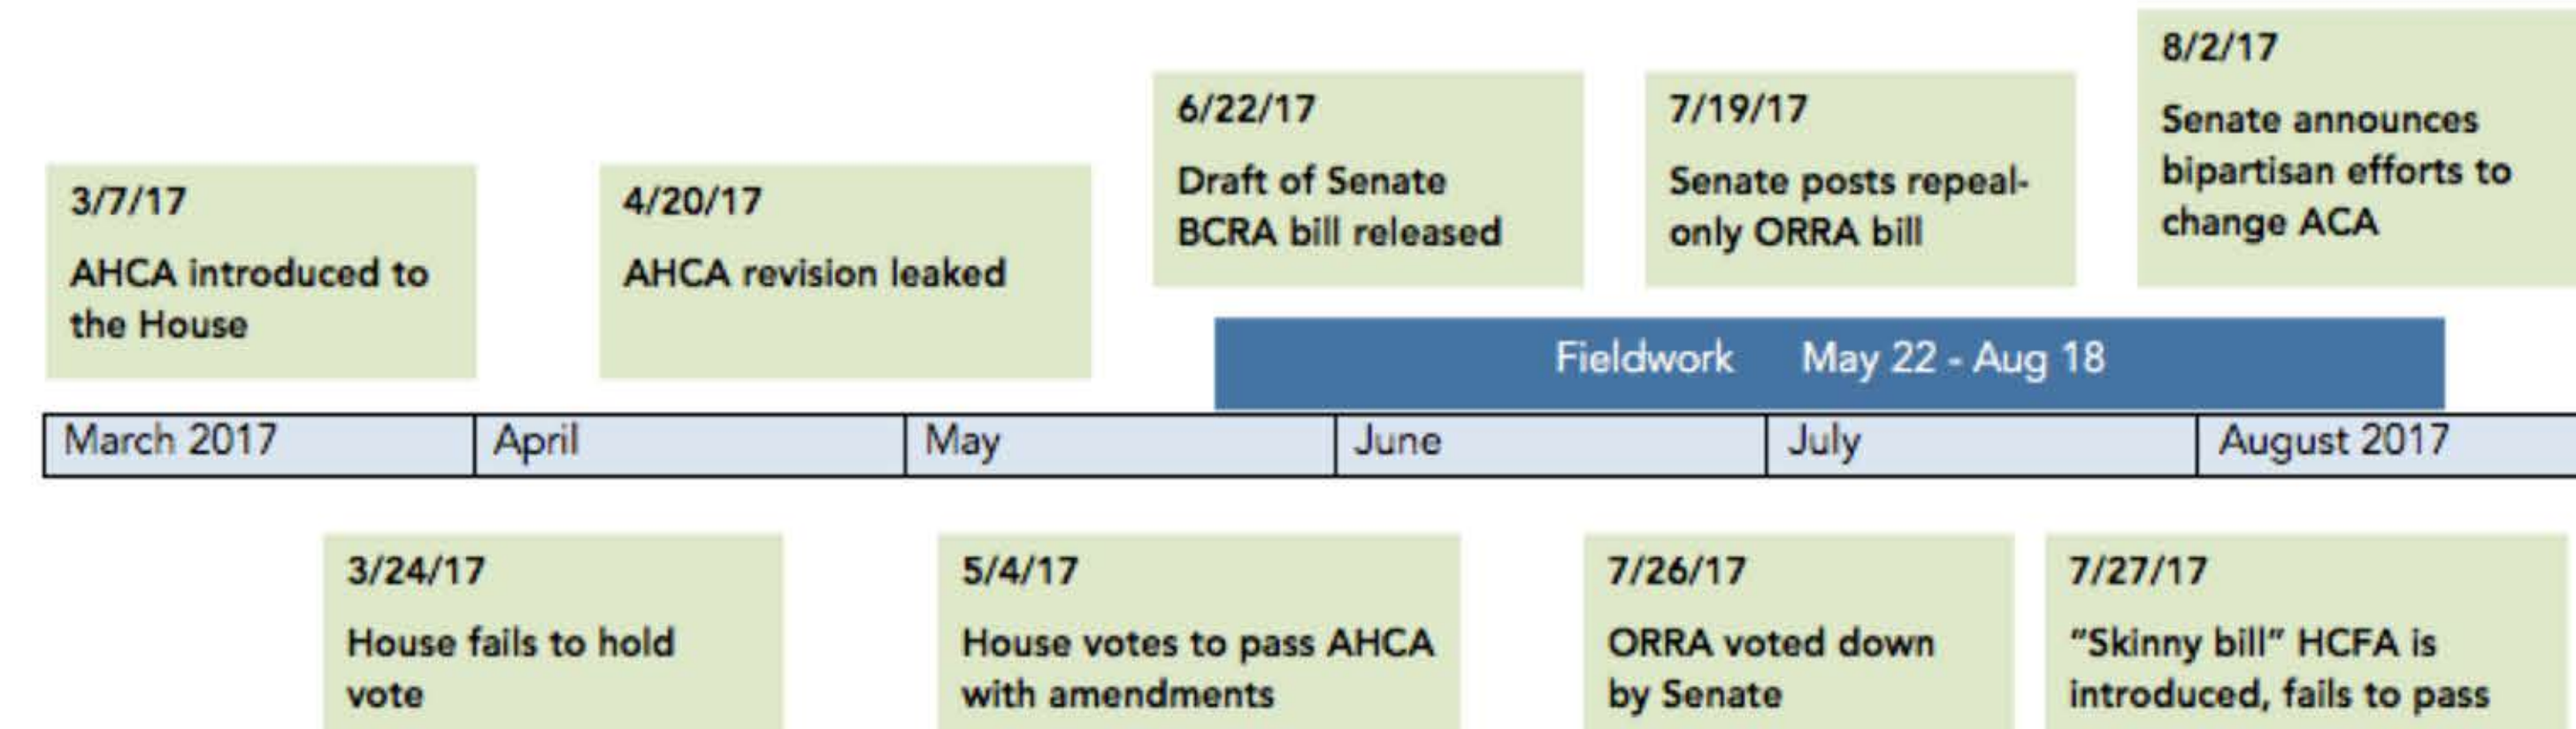 3/7/17
AHCA introduced to
the House
4/20/17
AHCA revision leaked
6/22/17
Draft of Senate
BCRA bill released
7/19/17
Senate posts repeal-
only ORRA bill
8/2/17
Senate announces
bipartisan efforts to
change ACA
Fieldwork May 22 - Aug 18
March 2017 April May June July August 2017
3/24/17
House fails to hold
vote
5/4/17
House votes to pass AHCA
with amendments
7/26/17
ORRA voted down
by Senate
7/27/17
"Skinny bill" HCFA is
introduced, fails to pass